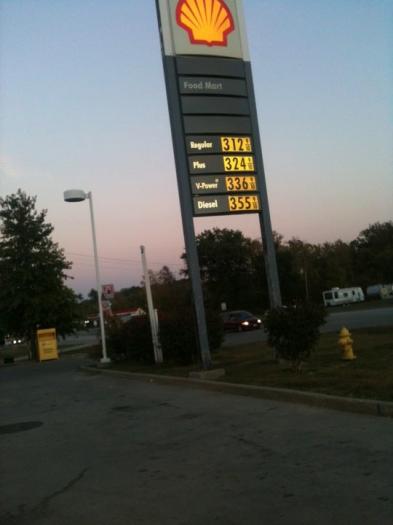 Food Mart
Regular 312 9/10
Plus 324 9/10
V-Power 336 9/10
Diesel 355 9/10